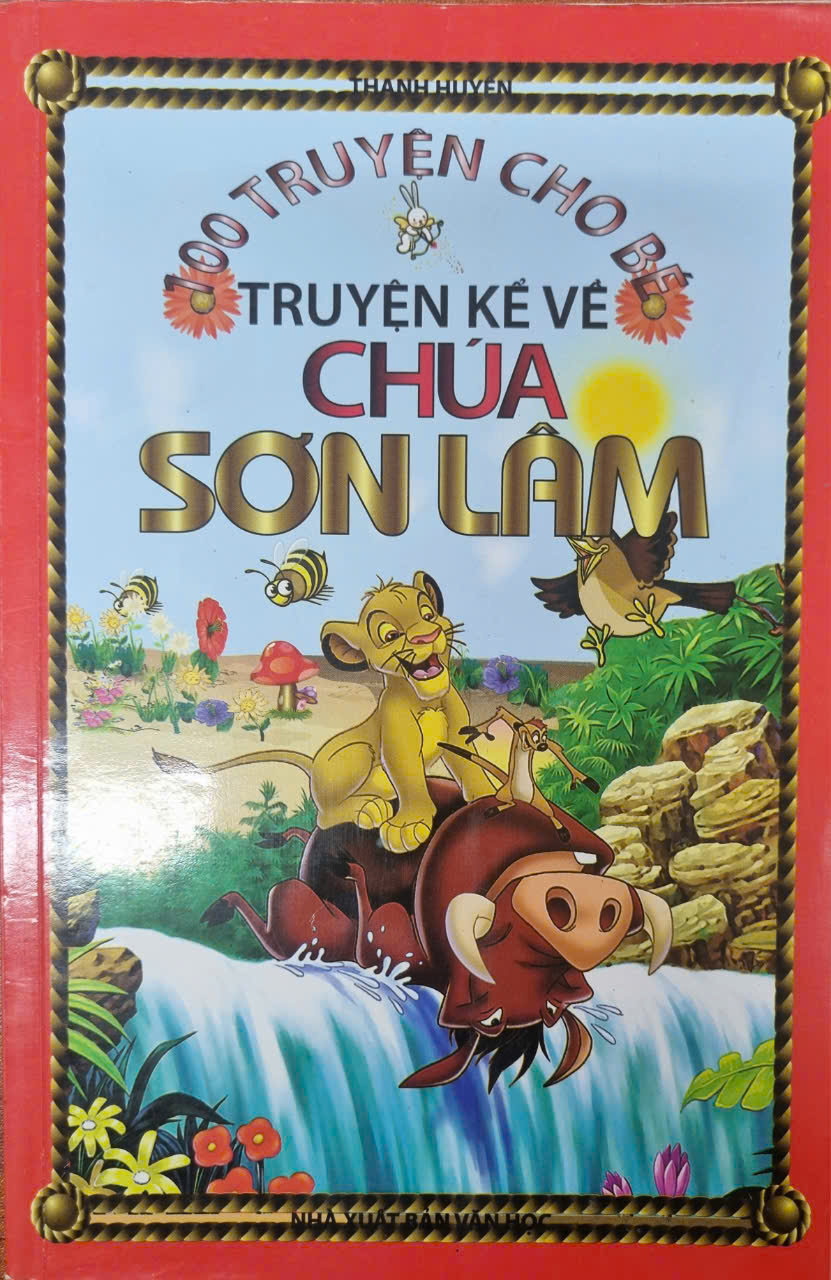 THANH HUYỀN
100 TRUYỆN CHO BÉ
TRUYỆN KỂ VỀ
CHÚA
SƠN LÂM
NHÀ XUẤT BẢN VĂN HỌC